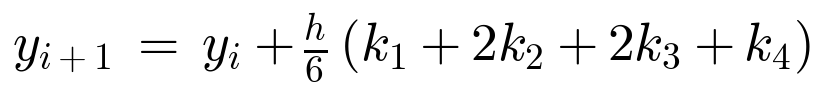 y_{i+1} = y_i + \frac{h}{6} (k_1 + 2k_2 + 2k_3 + k_4)